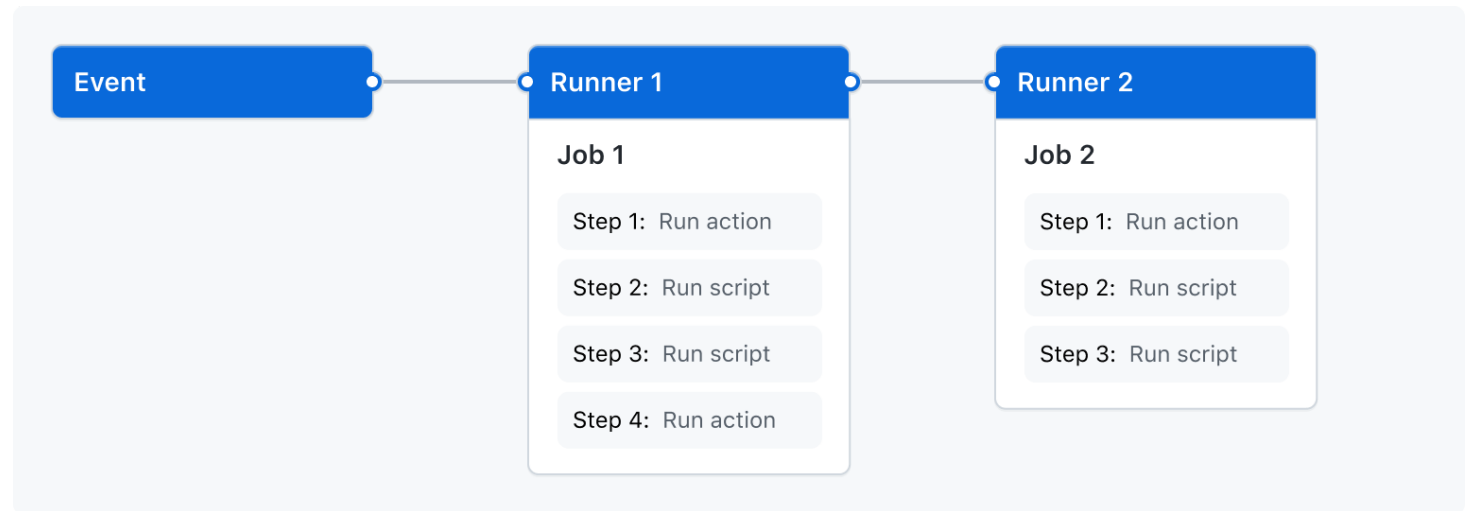 Event
Runner 1
Job 1
Step 1: Run action
Step 2: Run script
Step 3: Run script
Step 4: Run action
Runner 2
Job 2
Step 1: Run action
Step 2: Run script
Step 3: Run script